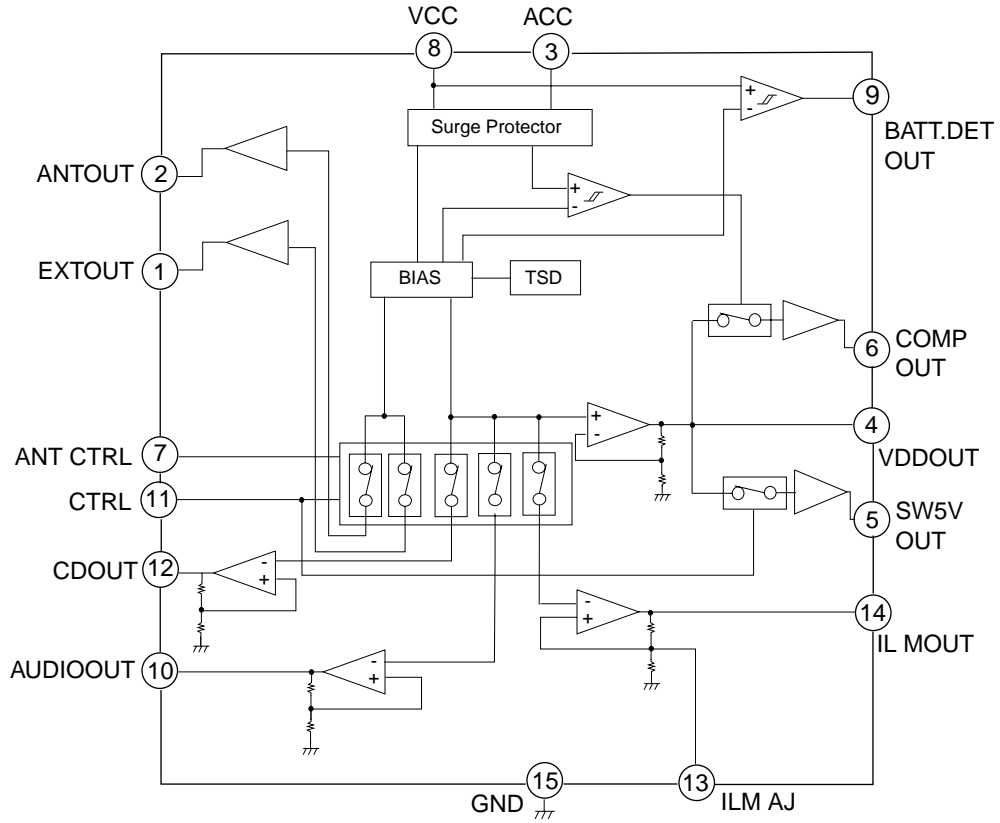 VCC
ACC
8
3
Surge Protector
+
-
9
BATT.DET
OUT
ANTOUT
2
+
-
EXTOUT
1
BIAS
TSD
6
COMP
OUT
+
-
4
VDDOUT
ANT CTRL
7
CTRL
11
5
SW5V
OUT
CDOUT
12
-
+
-
+
14
IL MOUT
AUDIOOUT
10
-
+
15
GND
13
ILM AJ